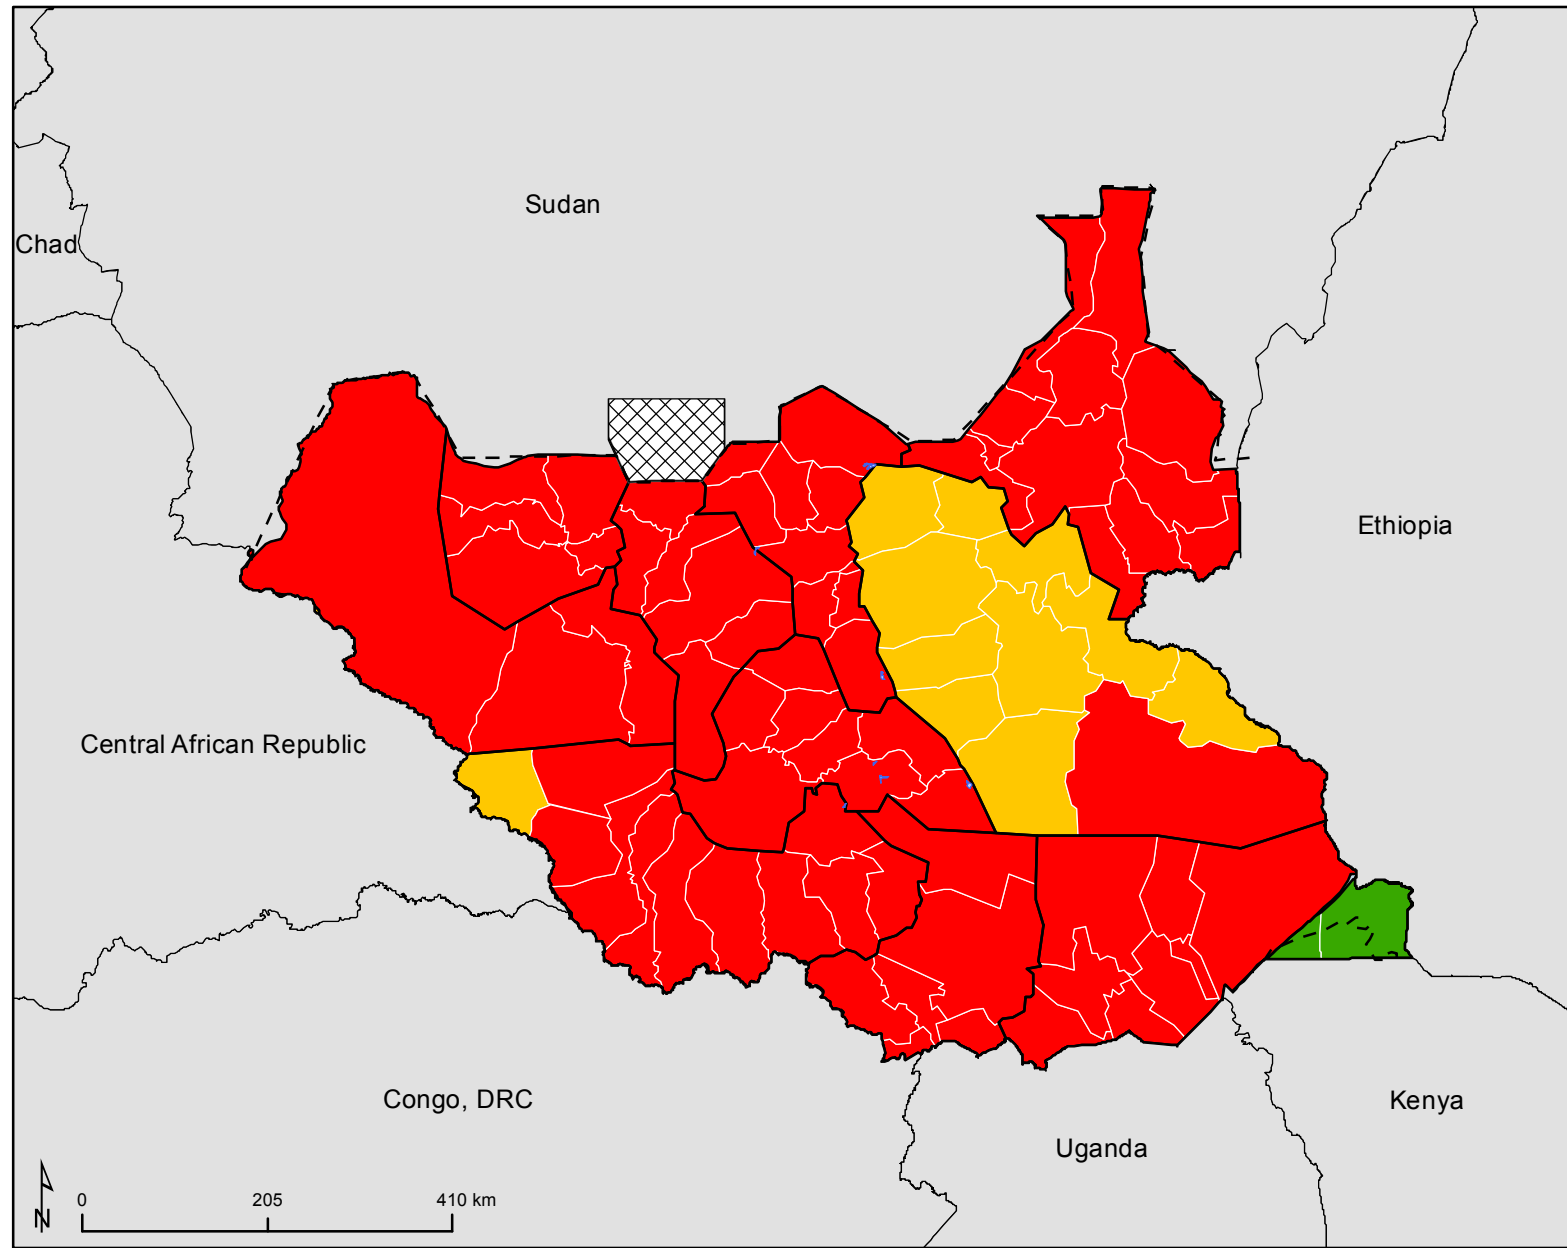 Sudan
Chad
Ethiopia
Central African Republic
Congo, DRC
Kenya
Uganda
N
0 205 410 km